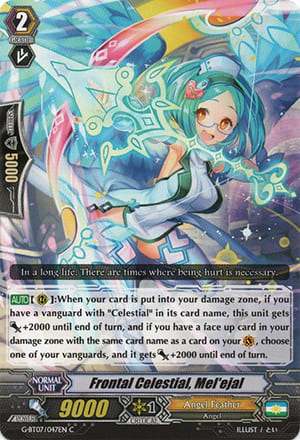 2
GRADE
SHIELD
5000
In a long life. There are times where being hurt is necessary.
AUTO [ ]:When your card is put into your damage zone, if you
have a vanguard with "Celestial" in its card name, this unit gets
+2000 until end of turn, and if you have a face up card in your
damage zone with the same card name as a card on your , choose
one of your vanguards, and it gets +2000 until end of turn.
NORMAL UNIT
Frontal Celestial, Mel'ejal
POWER
9000
1
CRITICAL
Angel Feather
Angel
G-BT07/047EN C
ILLUST